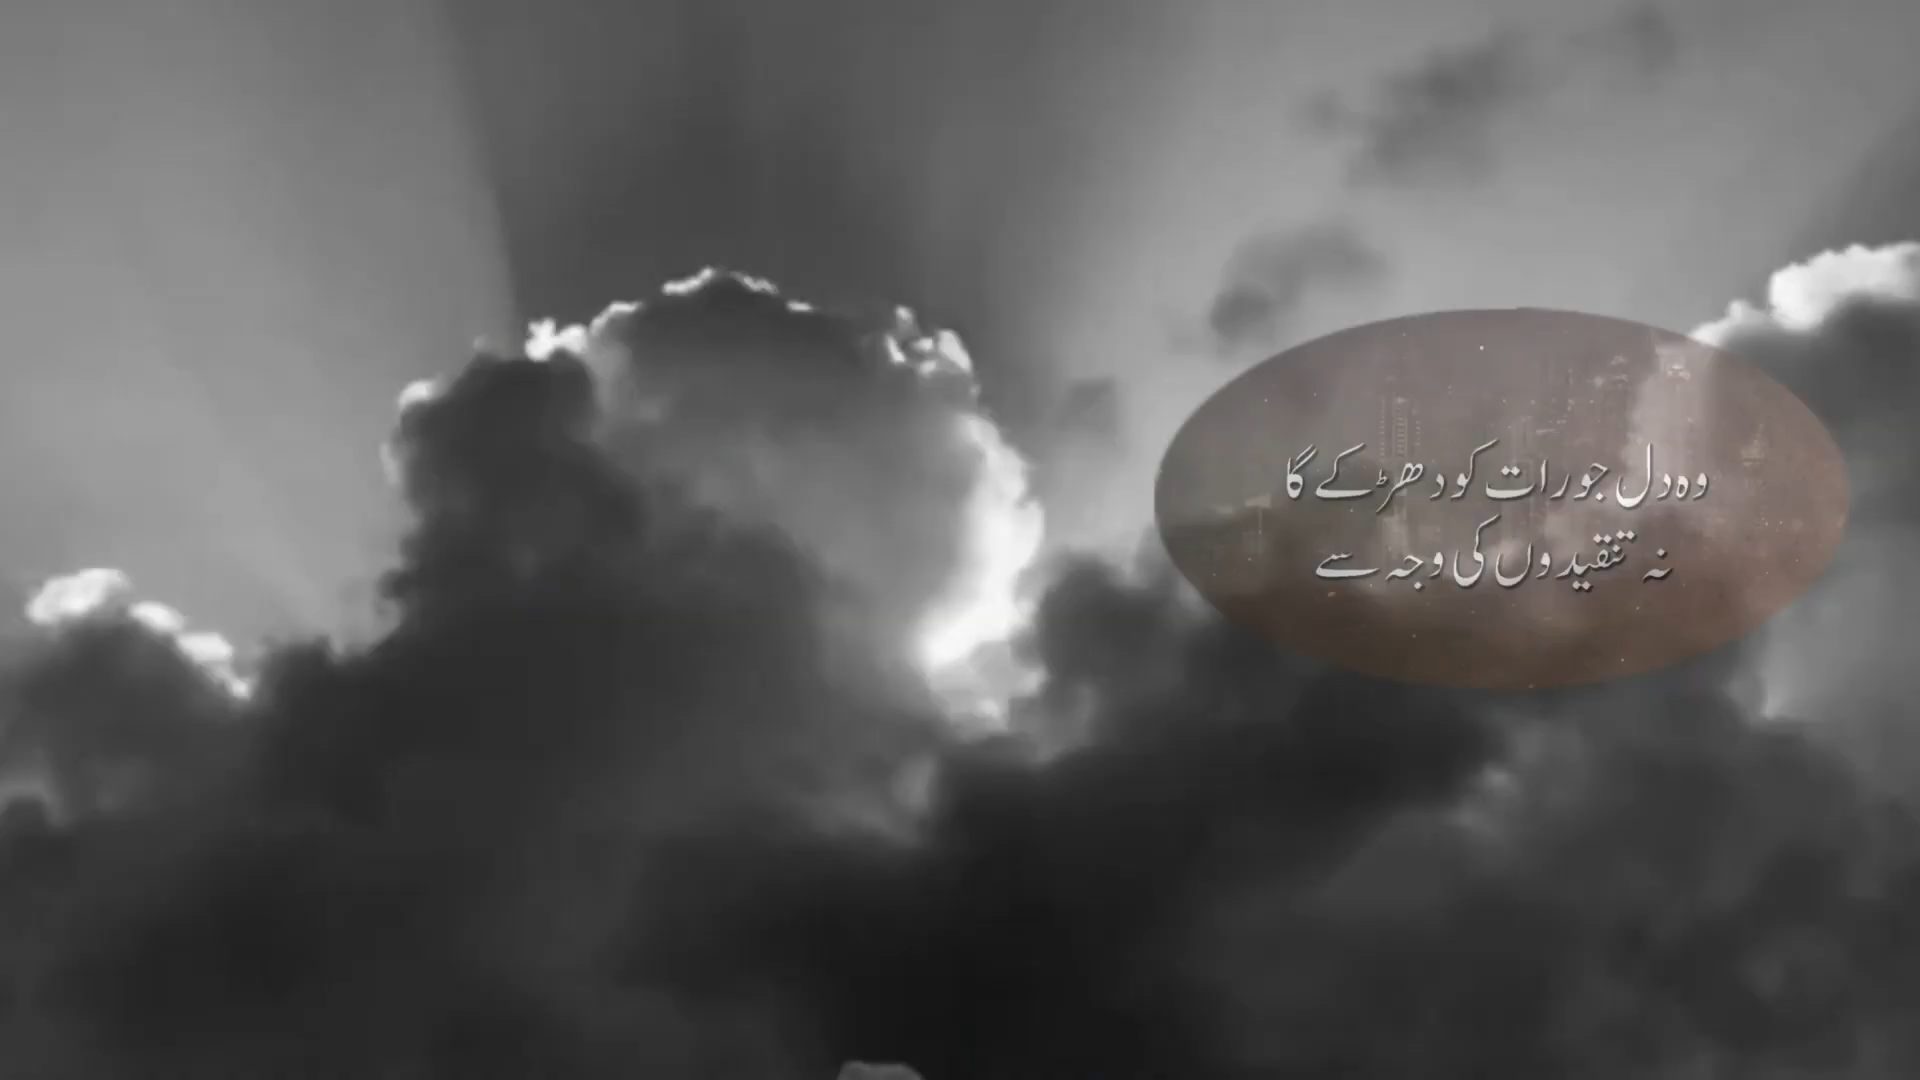 وہ دل جو رات کو دھڑکے گا
نہ تنقیدوں کی وجہ سے